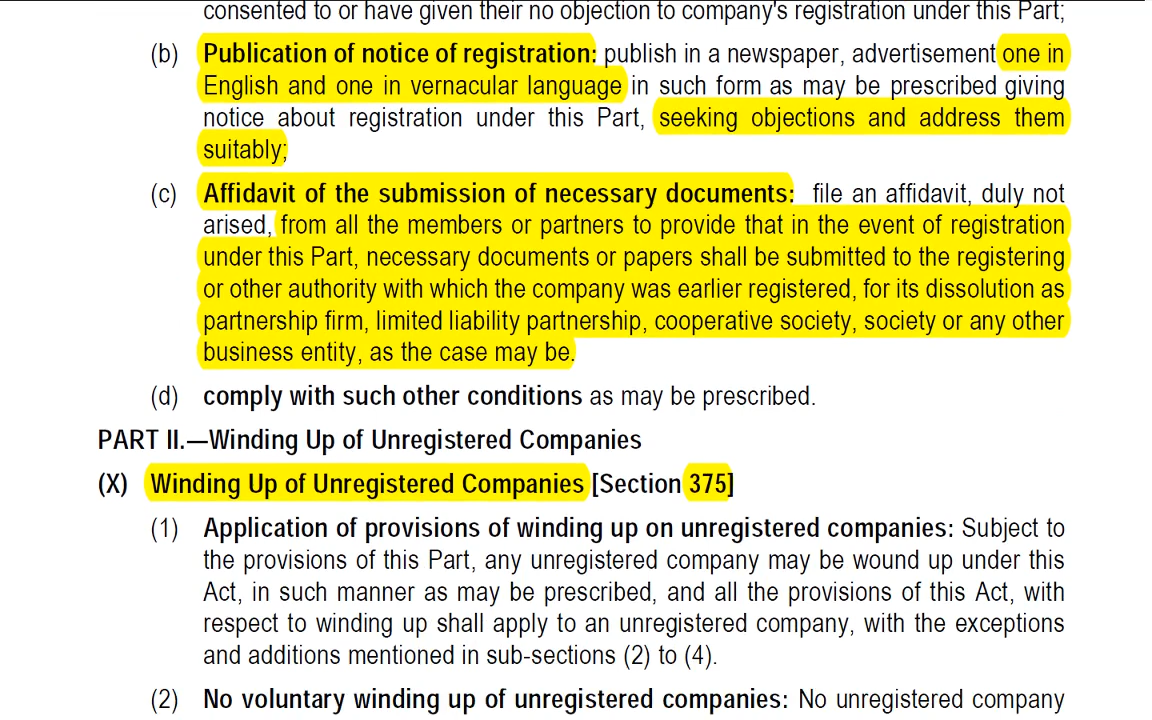 consented to or have given their no objection to company's registration under this Part;
(b) Publication of notice of registration: publish in a newspaper, advertisement one in
English and one in vernacular language in such form as may be prescribed giving
notice about registration under this Part, seeking objections and address them
suitably;
(c) Affidavit of the submission of necessary documents: file an affidavit, duly not
arised, from all the members or partners to provide that in the event of registration
under this Part, necessary documents or papers shall be submitted to the registering
or other authority with which the company was earlier registered, for its dissolution as
partnership firm, limited liability partnership, cooperative society, society or any other
business entity, as the case may be.
(d) comply with such other conditions as may be prescribed.
PART II.—Winding Up of Unregistered Companies
(X) Winding Up of Unregistered Companies [Section 375]
(1) Application of provisions of winding up on unregistered companies: Subject to
the provisions of this Part, any unregistered company may be wound up under this
Act, in such manner as may be prescribed, and all the provisions of this Act, with
respect to winding up shall apply to an unregistered company, with the exceptions
and additions mentioned in sub-sections (2) to (4).
(2) No voluntary winding up of unregistered companies: No unregistered company